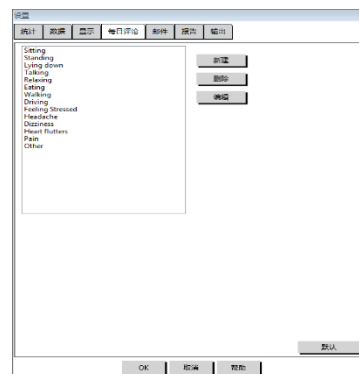 设置
统计 数据 显示 每日评论 邮件 报告 输出
Sitting
Standing
Lying down
Talking
Relaxing
Eating
Walking
Driving
Feeling Stressed
Headache
Dizziness
Heart flutters
Pain
Other
新建
删除
编辑
默认
OK 取消 帮助